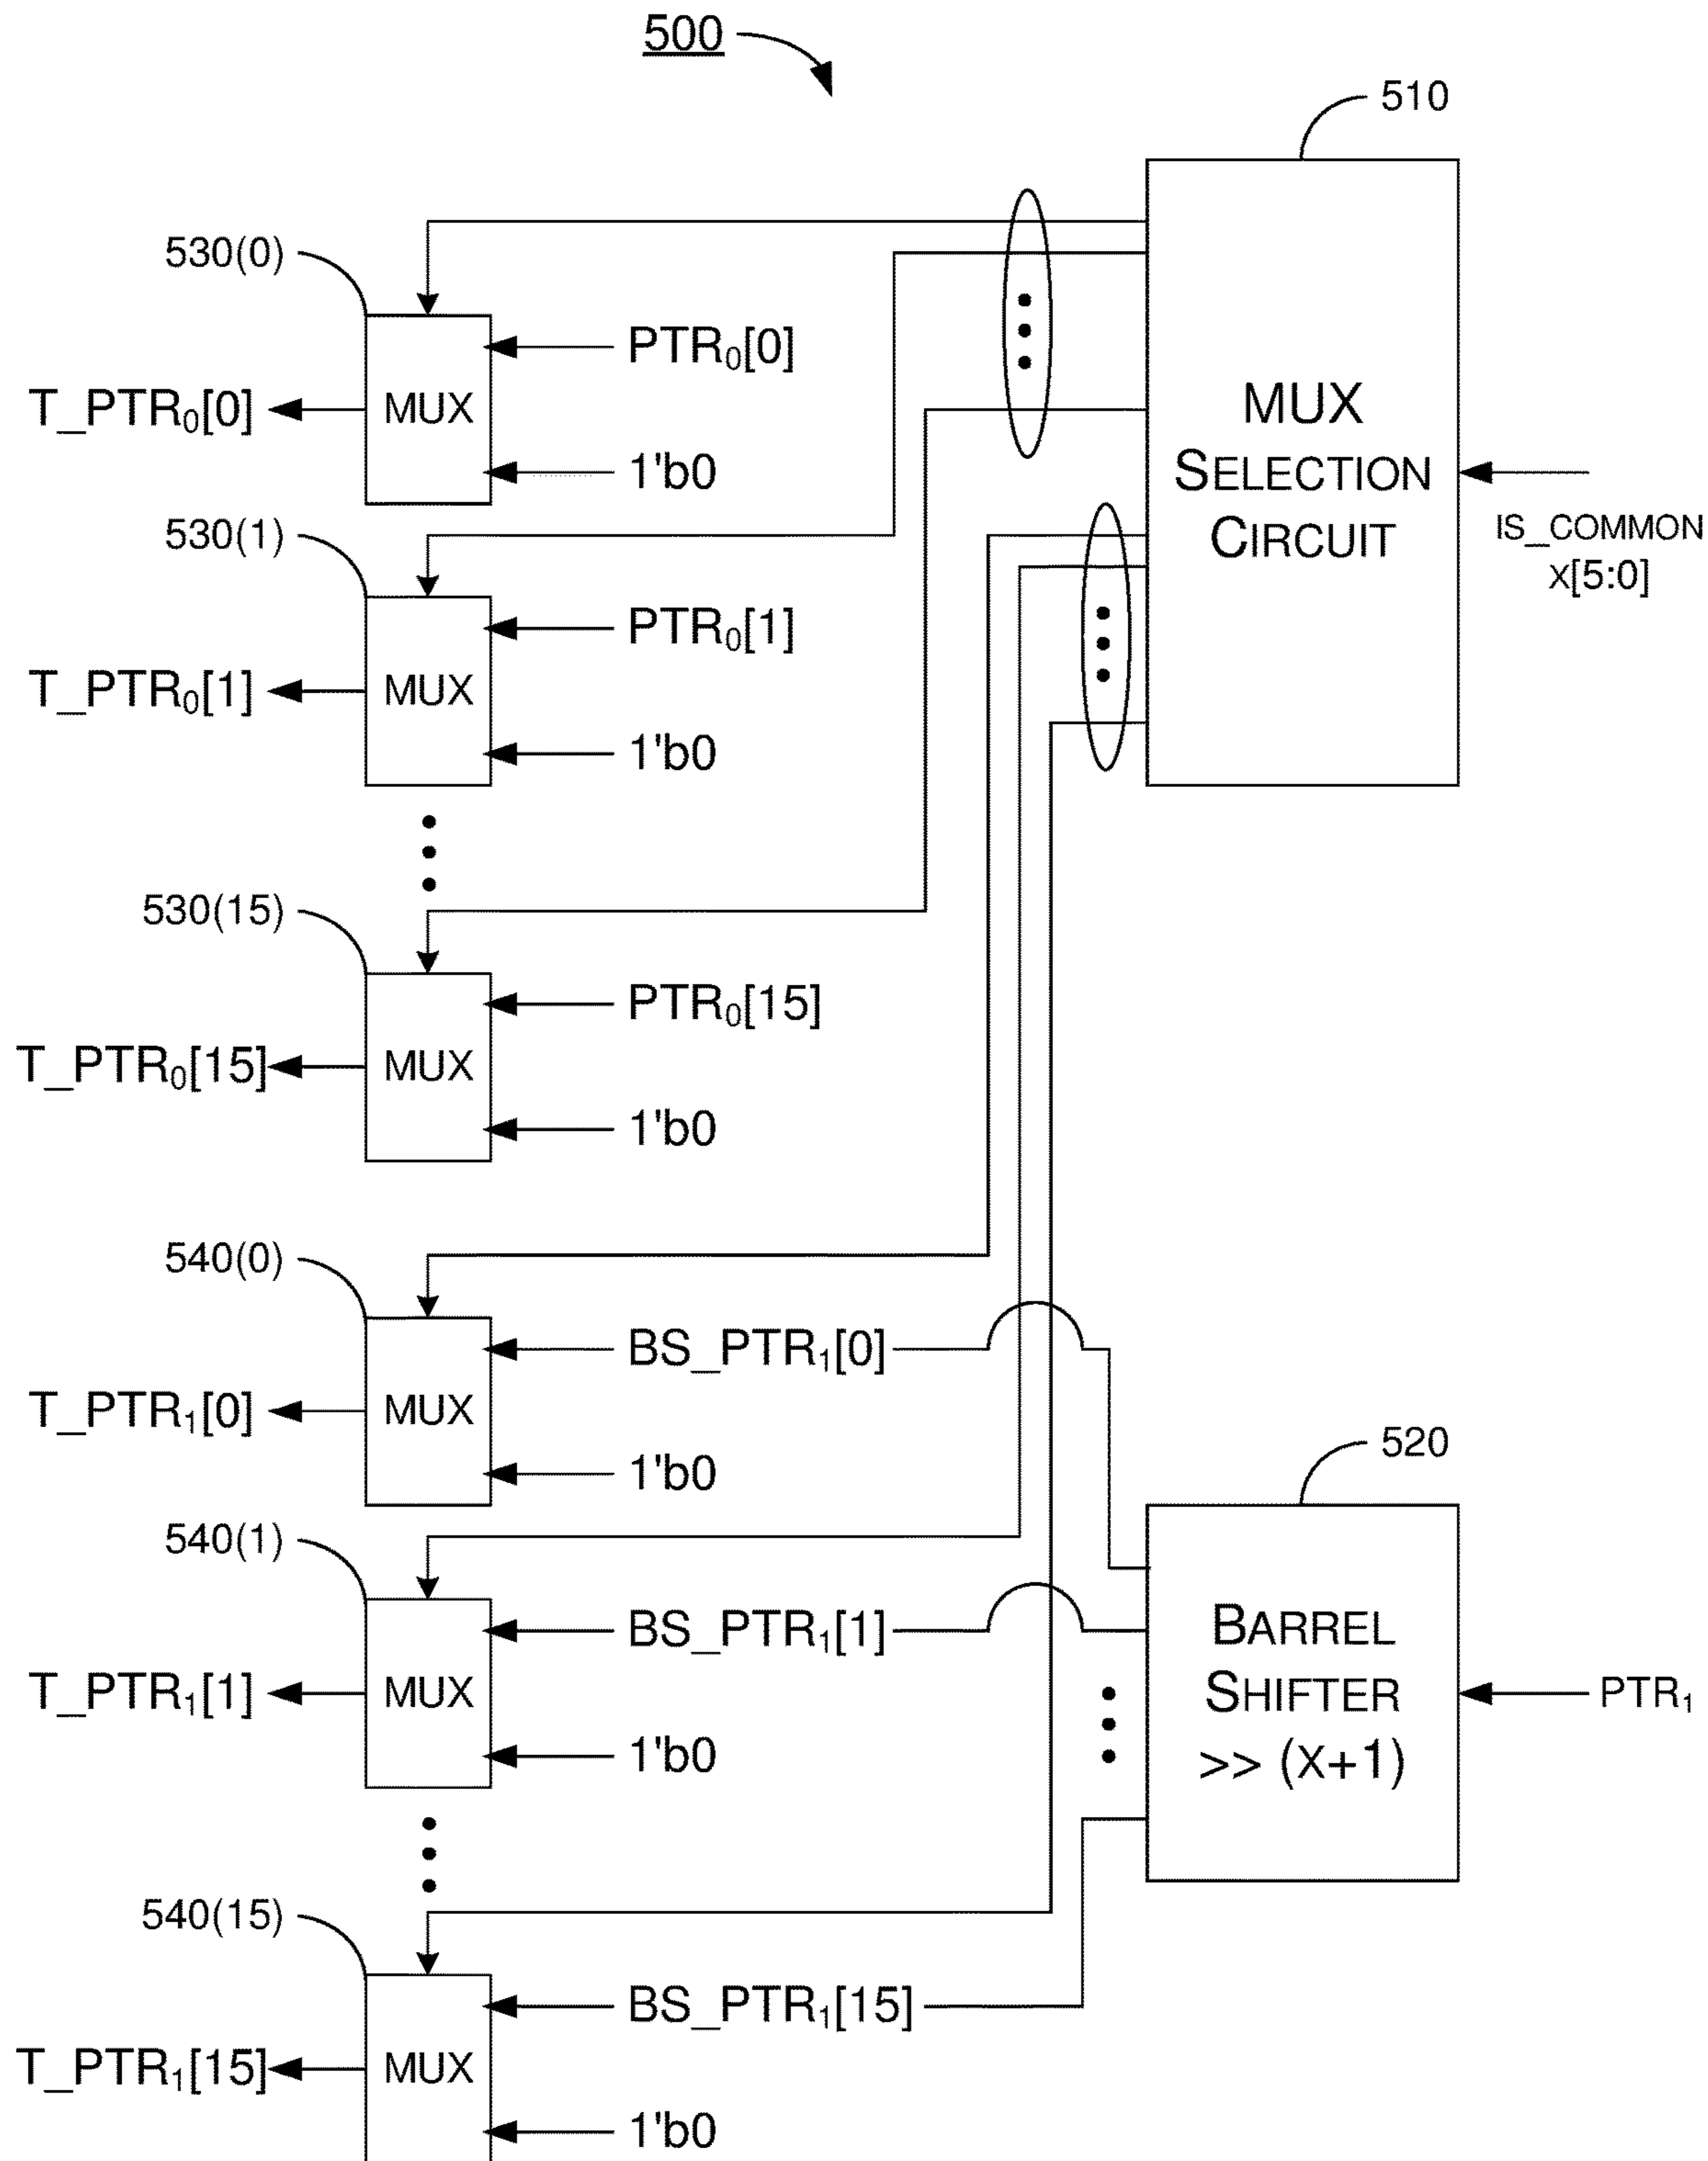 500
510
530(0)
PTR₀[0]
T_PTR₀[0]
MUX
1'b0
MUX
SELECTION
CIRCUIT
IS_COMMON
X[5:0]
530(1)
PTR₀[1]
T_PTR₀[1]
MUX
1'b0
530(15)
PTR₀[15]
T_PTR₀[15]
MUX
1'b0
540(0)
BS_PTR₁[0]
T_PTR₁[0]
MUX
1'b0
520
540(1)
BS_PTR₁[1]
T_PTR₁[1]
MUX
1'b0
BARREL
SHIFTER
>> (X+1)
PTR₁
540(15)
BS_PTR₁[15]
T_PTR₁[15]
MUX
1'b0